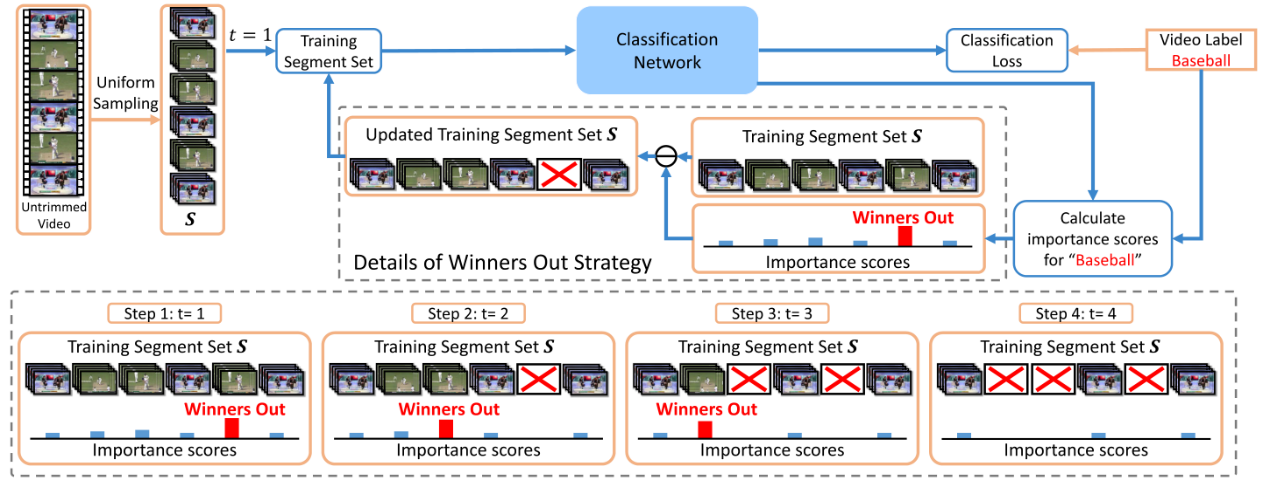 t = 1
Training
Segment Set
Classification
Network
Classification
Loss
Video Label
Baseball
Uniform
Sampling
Untrimmed
Video
S
Updated Training Segment Set S
Training Segment Set S
Winners Out
Importance scores
Details of Winners Out Strategy
Calculate
importance scores
for “Baseball”
Step 1: t= 1
Training Segment Set S
Winners Out
Importance scores
Step 2: t= 2
Training Segment Set S
Winners Out
Importance scores
Step 3: t= 3
Training Segment Set S
Winners Out
Importance scores
Step 4: t= 4
Training Segment Set S
Importance scores